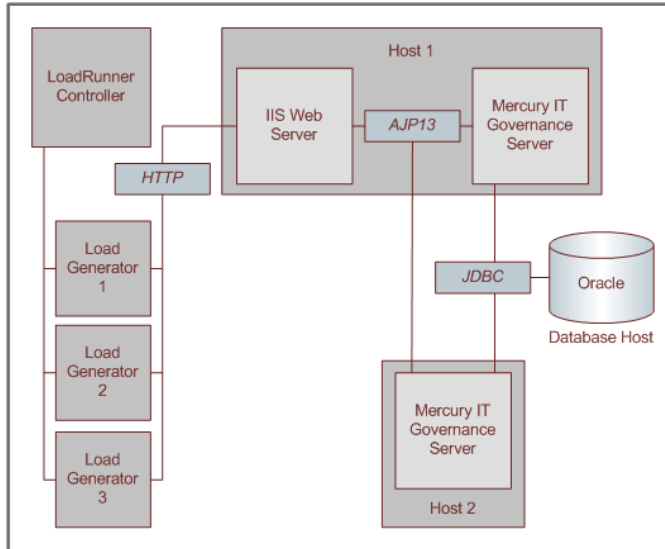 LoadRunner
Controller
Host 1
IIS Web
Server
AJP13
Mercury IT
Governance
Server
HTTP
Load
Generator
1
JDBC
Oracle
Database Host
Load
Generator
2
Mercury IT
Governance
Server
Load
Generator
3
Host 2